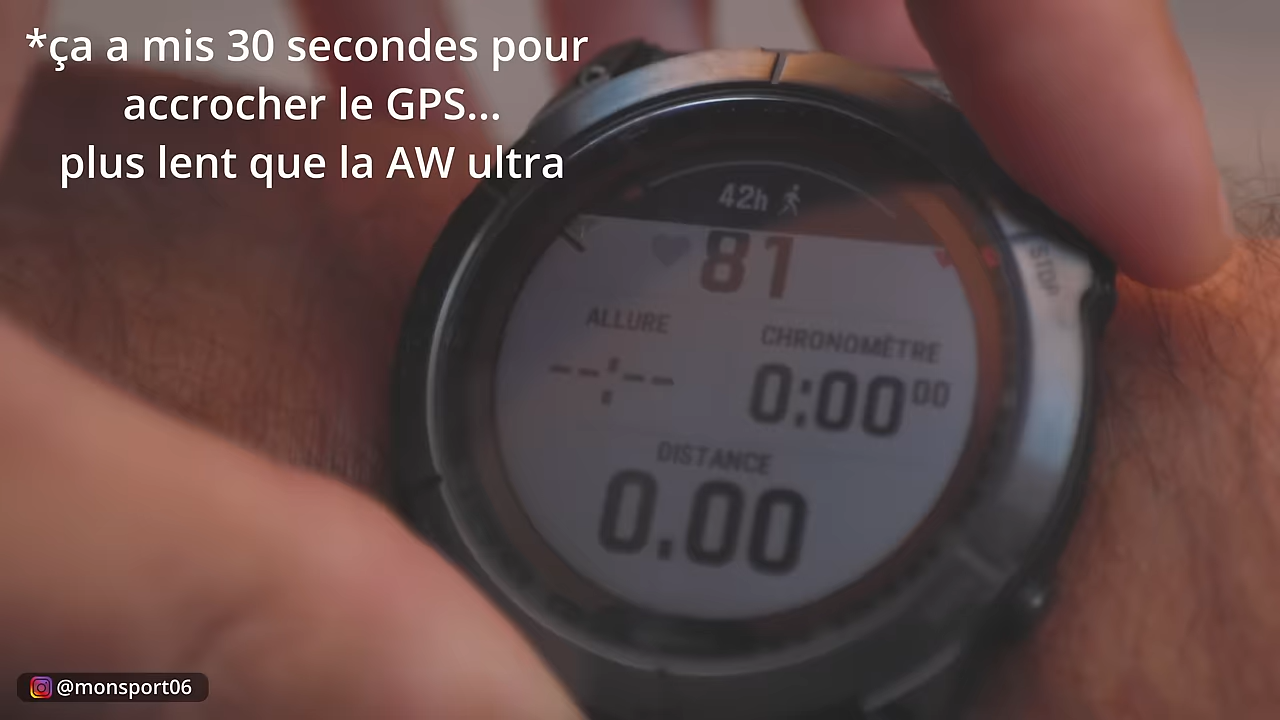 *ça a mis 30 secondes pour
accrocher le GPS...
plus lent que la AW ultra
42h
81
STOP
ALLURE
CHRONOMÈTRE
--:--
0:00 00
DISTANCE
0.00
@monsport06